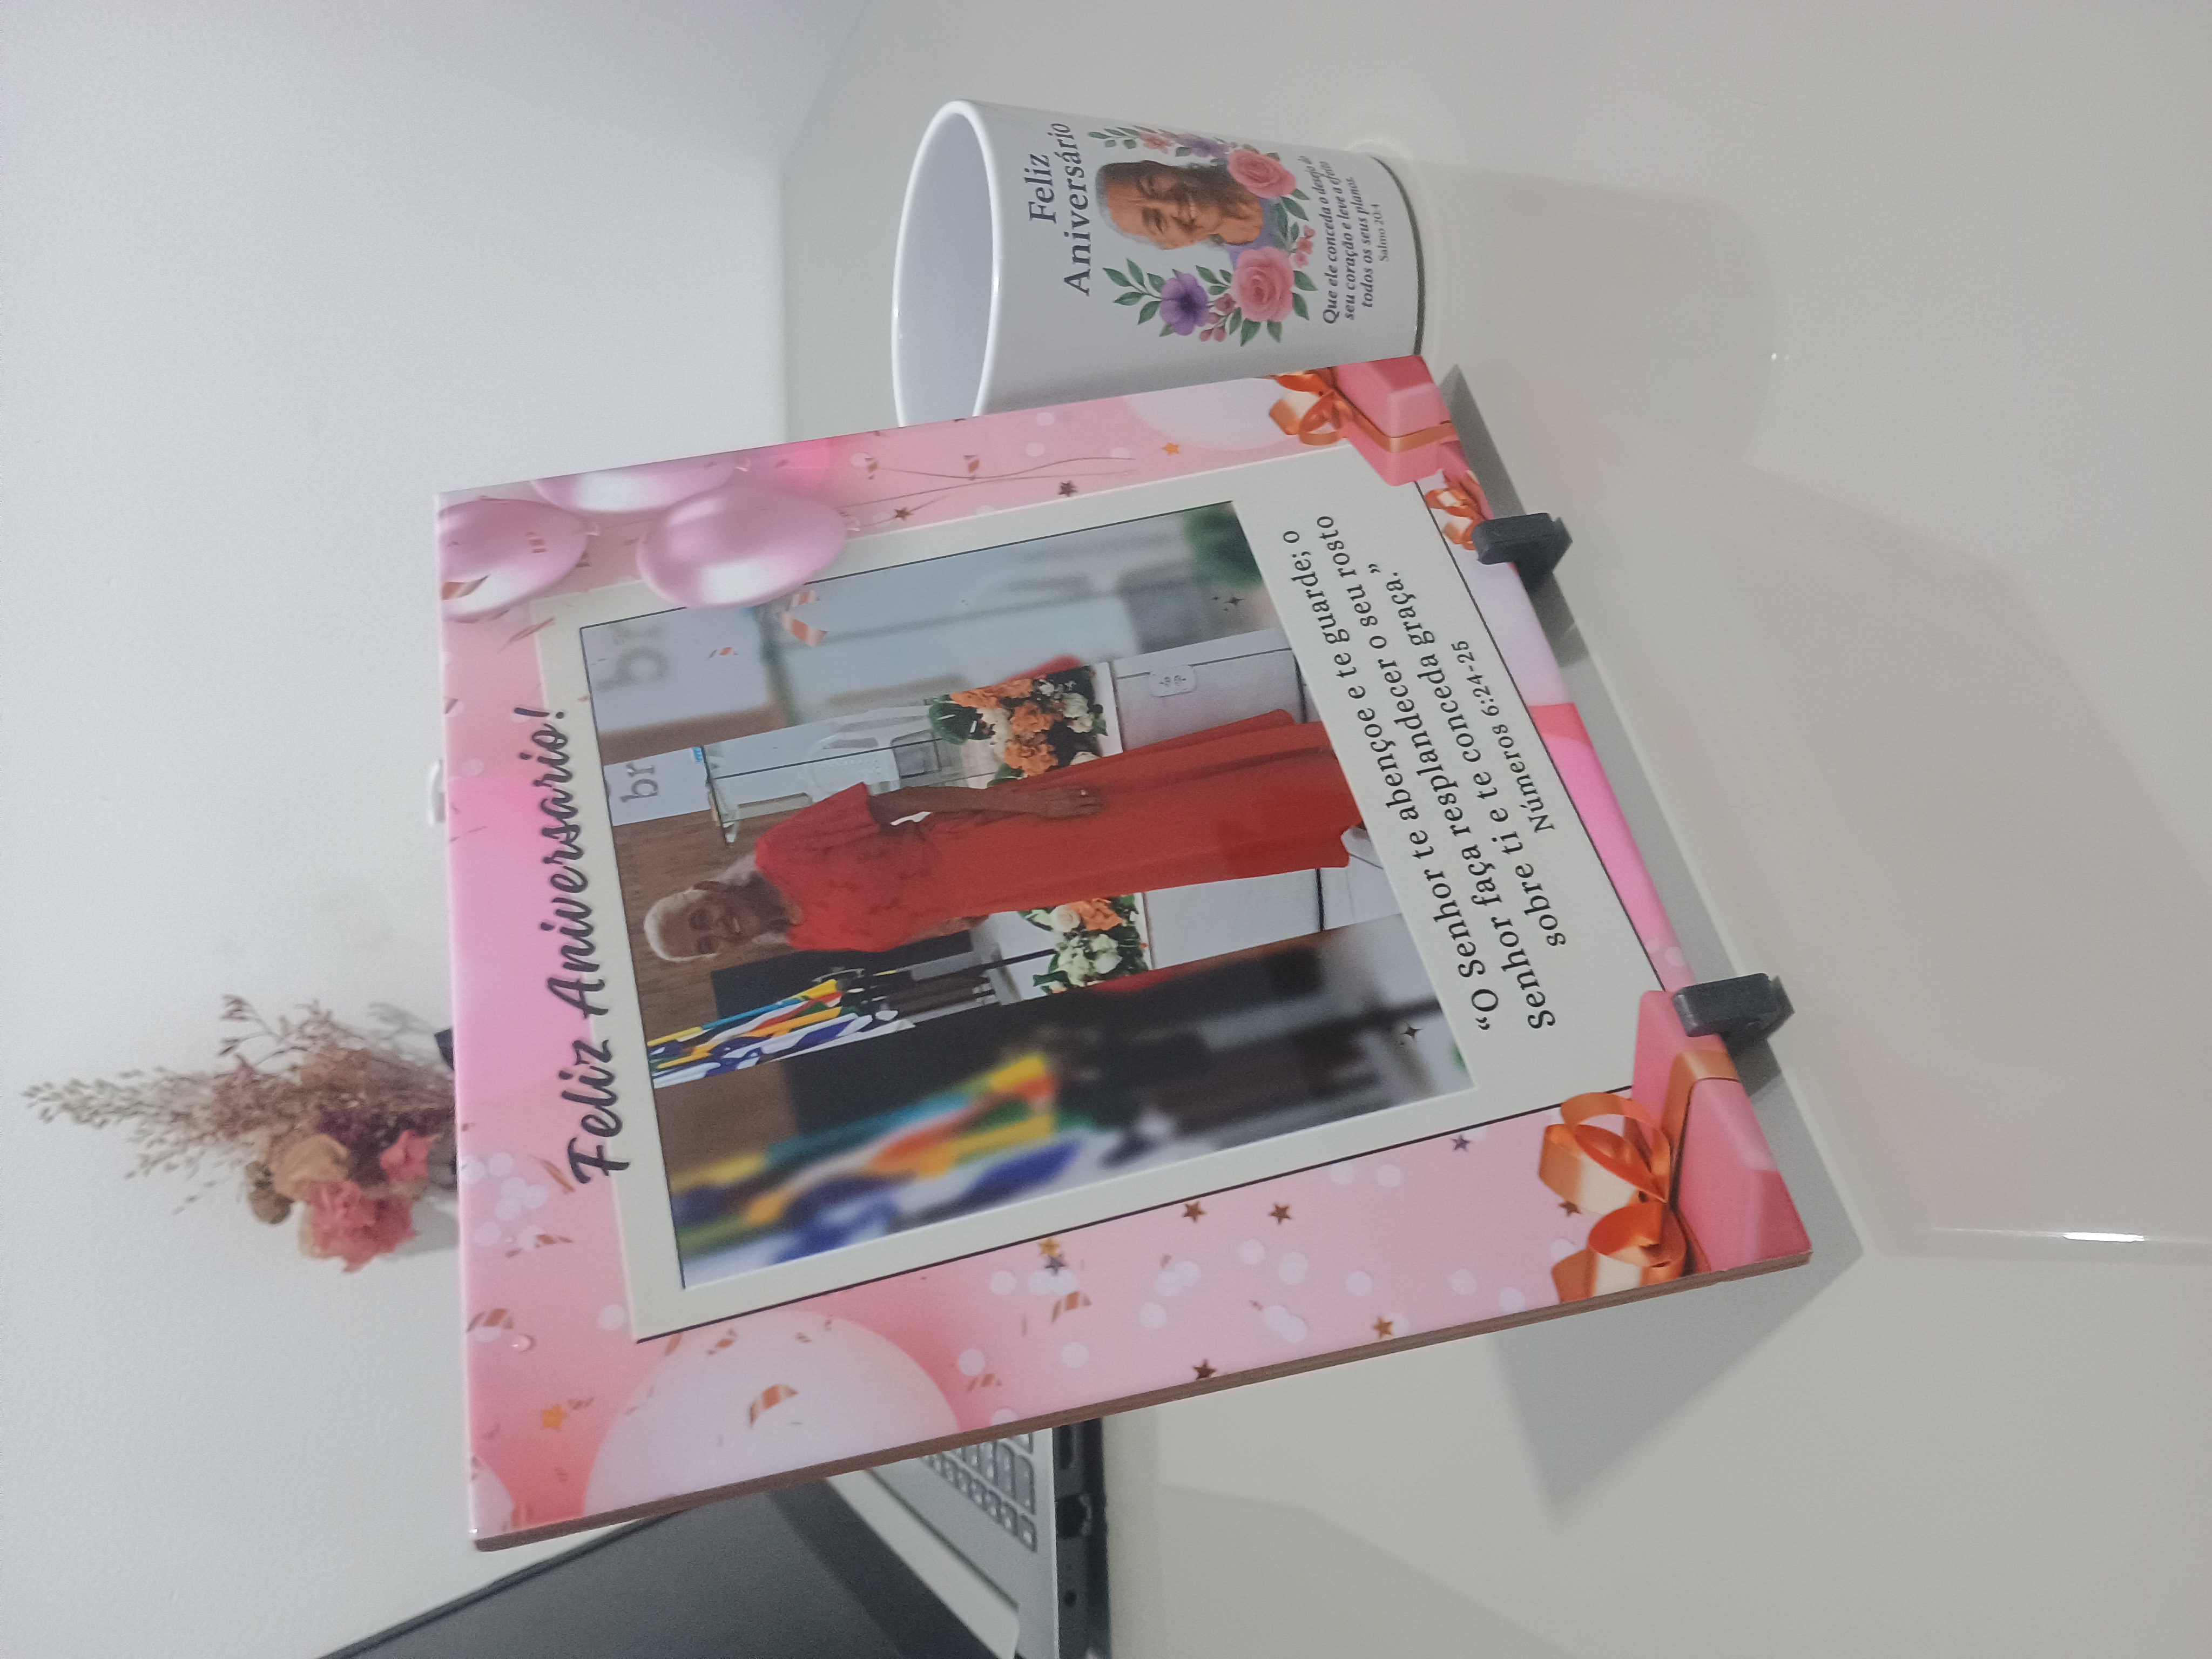 Feliz Aniversario!
br
br
“O Senhor te abençoe e te guarde; o
Senhor faça resplandecer o seu rosto
sobre ti e te conceda graça.”
Números 6:24-25
Feliz
Aniversário
Que ele conceda o desejo do
seu coração e leve a efeito
todos os seus planos.
Salmo 20:4